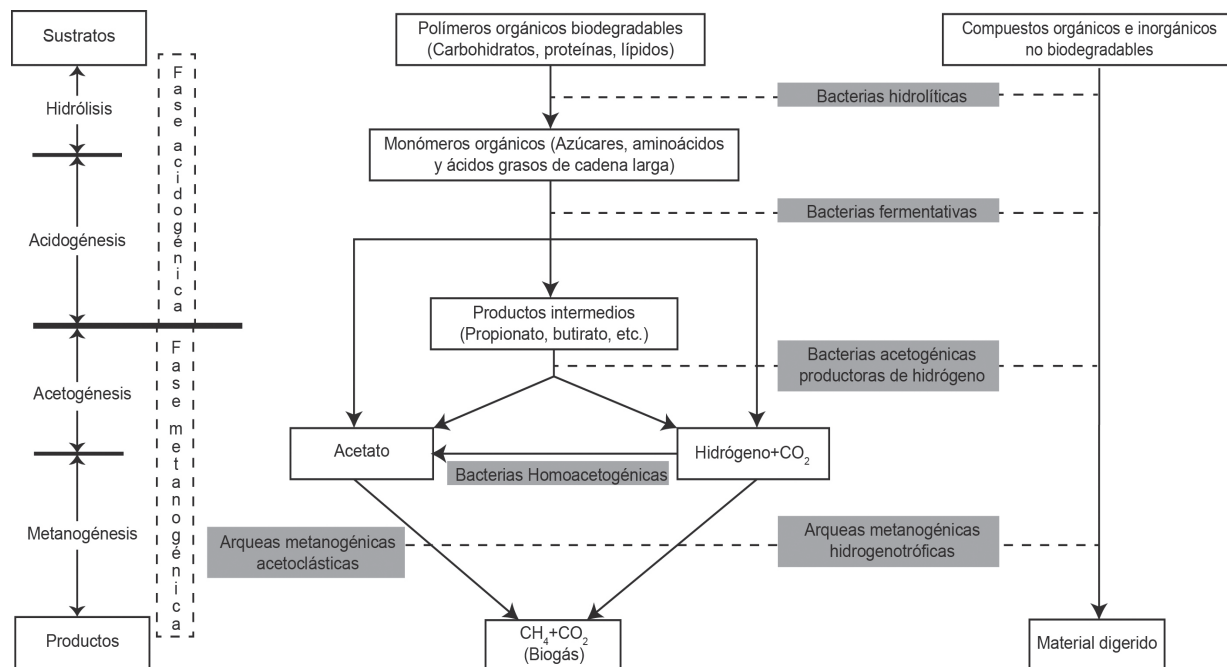 Sustratos
Hidrólisis
Acidogénesis
Acetogénesis
Metanogénesis
Productos
Fase acidogénica
Fase metanogénica
Polímeros orgánicos biodegradables
(Carbohidratos, proteínas, lípidos)
Bacterias hidrolíticas
Monómeros orgánicos (Azúcares, aminoácidos
y ácidos grasos de cadena larga)
Bacterias fermentativas
Productos intermedios
(Propionato, butirato, etc.)
Bacterias acetogénicas
productoras de hidrógeno
Acetato
Hidrógeno+CO₂
Bacterias Homoacetogénicas
Arqueas metanogénicas
acetoclásticas
Arqueas metanogénicas
hidrogenotróficas
CH₄+CO₂
(Biogás)
Compuestos orgánicos e inorgánicos
no biodegradables
Material digerido